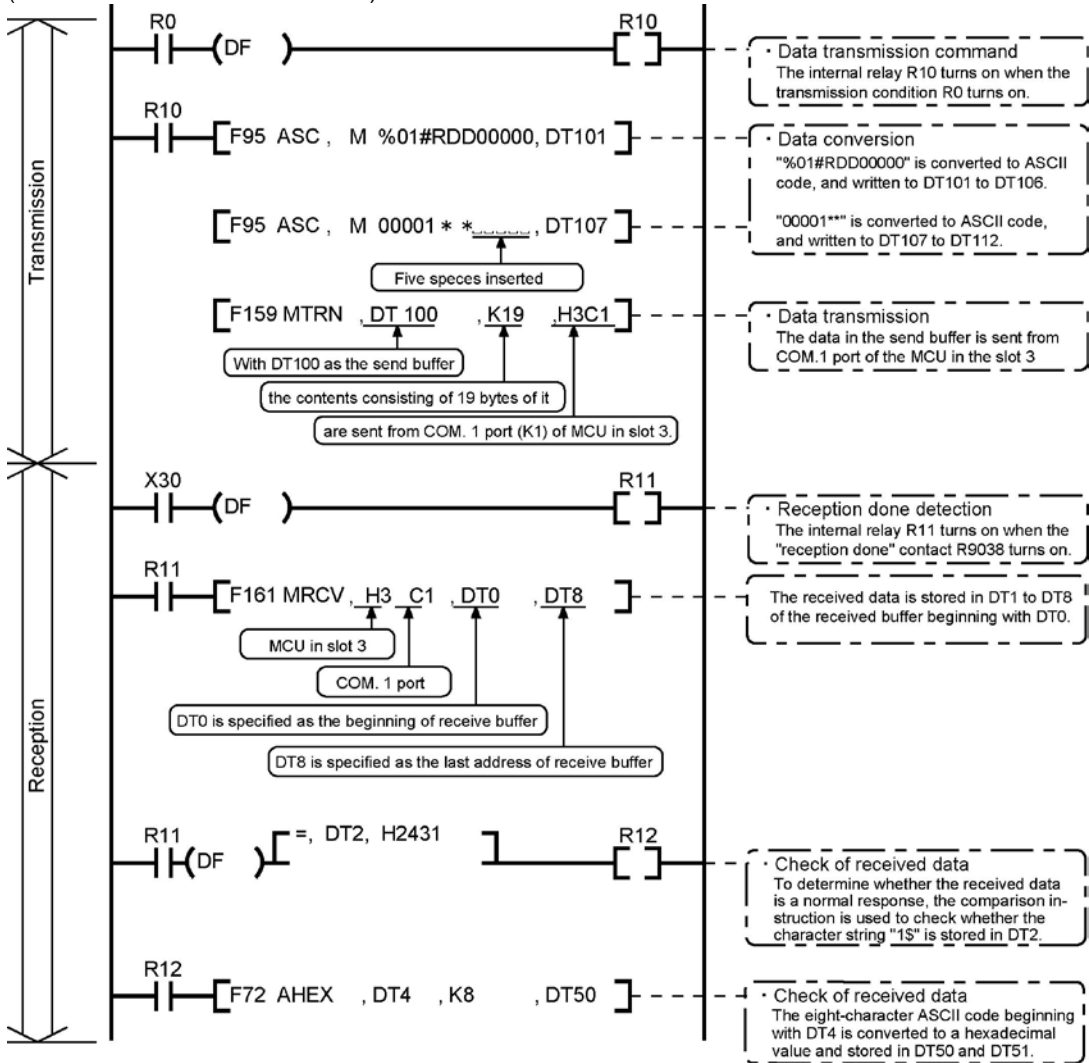 R0
(DF )
R10
· Data transmission command
The internal relay R10 turns on when the
transmission condition R0 turns on.
R10
[F95 ASC , M %01#RDD00000, DT101 ]
· Data conversion
"%01#RDD00000" is converted to ASCII
code, and written to DT101 to DT106.
"00001**" is converted to ASCII code,
and written to DT107 to DT112.
[F95 ASC , M 00001 * *␣␣␣␣␣ , DT107 ]
Five speces inserted
Transmission
[F159 MTRN , DT 100 , K19 ,H3C1 ]
· Data transmission
The data in the send buffer is sent from
COM.1 port of the MCU in the slot 3
With DT100 as the send buffer
the contents consisting of 19 bytes of it
are sent from COM. 1 port (K1) of MCU in slot 3.
X30
(DF )
R11
· Reception done detection
The internal relay R11 turns on when the
"reception done" contact R9038 turns on.
R11
[F161 MRCV , H3 C1 , DT0 , DT8 ]
The received data is stored in DT1 to DT8
of the received buffer beginning with DT0.
MCU in slot 3
COM. 1 port
DT0 is specified as the beginning of receive buffer
DT8 is specified as the last address of receive buffer
Reception
R11
(DF )
=, DT2, H2431
R12
· Check of received data
To determine whether the received data
is a normal response, the comparison in-
struction is used to check whether the
character string "1$" is stored in DT2.
R12
[F72 AHEX , DT4 , K8 , DT50 ]
· Check of received data
The eight-character ASCII code beginning
with DT4 is converted to a hexadecimal
value and stored in DT50 and DT51.